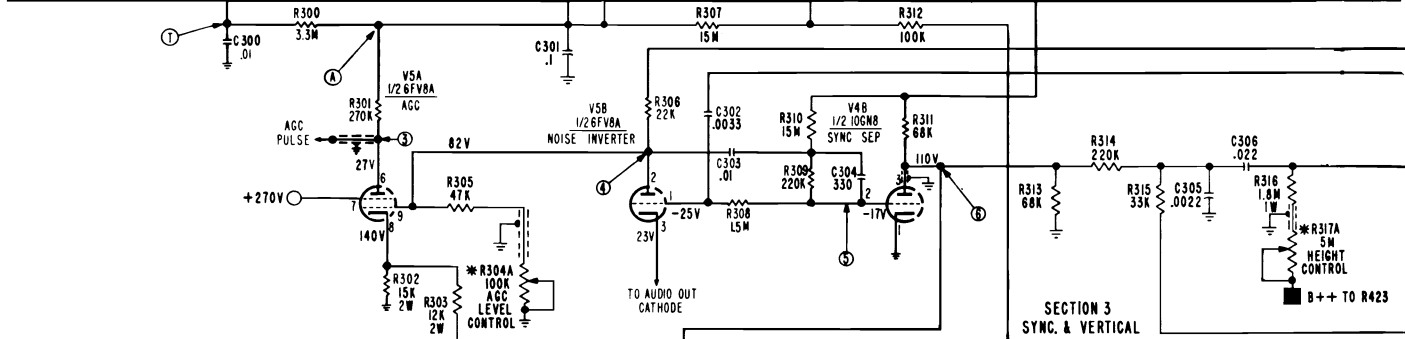 T
R300
3.3M
C300
.01
A
V5A
1/2 6FV8A
AGC
R301
270K
AGC
PULSE
3
27V
6
+270V
7
9
8
140V
82V
R305
47K
R302
15K
2W
R303
12K
2W
*R304A
100K
AGC
LEVEL
CONTROL
C301
.1
R307
15M
R312
100K
V5B
1/2 6FV8A
NOISE INVERTER
R306
22K
C302
.0033
4
2
1
-25V
3
23V
TO AUDIO OUT
CATHODE
C303
.01
R308
1.5M
R310
15M
V4B
1/2 10GN8
SYNC SEP
R309
220K
C304
330
R311
68K
110V
3
2
-17V
1
5
6
R313
68K
R314
220K
R315
33K
C305
.0022
C306
.022
R316
1.8M
1W
*R317A
5M
HEIGHT
CONTROL
B++ TO R423
SECTION 3
SYNC. & VERTICAL